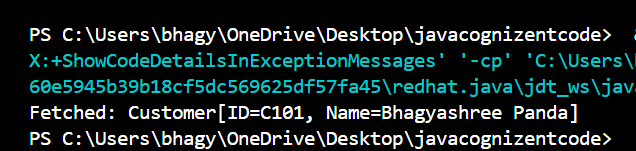 PS C:\Users\bhagy\OneDrive\Desktop\javacognizentcode>
X:+ShowCodeDetailsInExceptionMessages' '-cp' 'C:\Users\
60e5945b39b18cf5dc569625df57fa45\redhat.java\jdt_ws\jav
Fetched: Customer[ID=C101, Name=Bhagyashree Panda]
PS C:\Users\bhagy\OneDrive\Desktop\javacognizentcode>